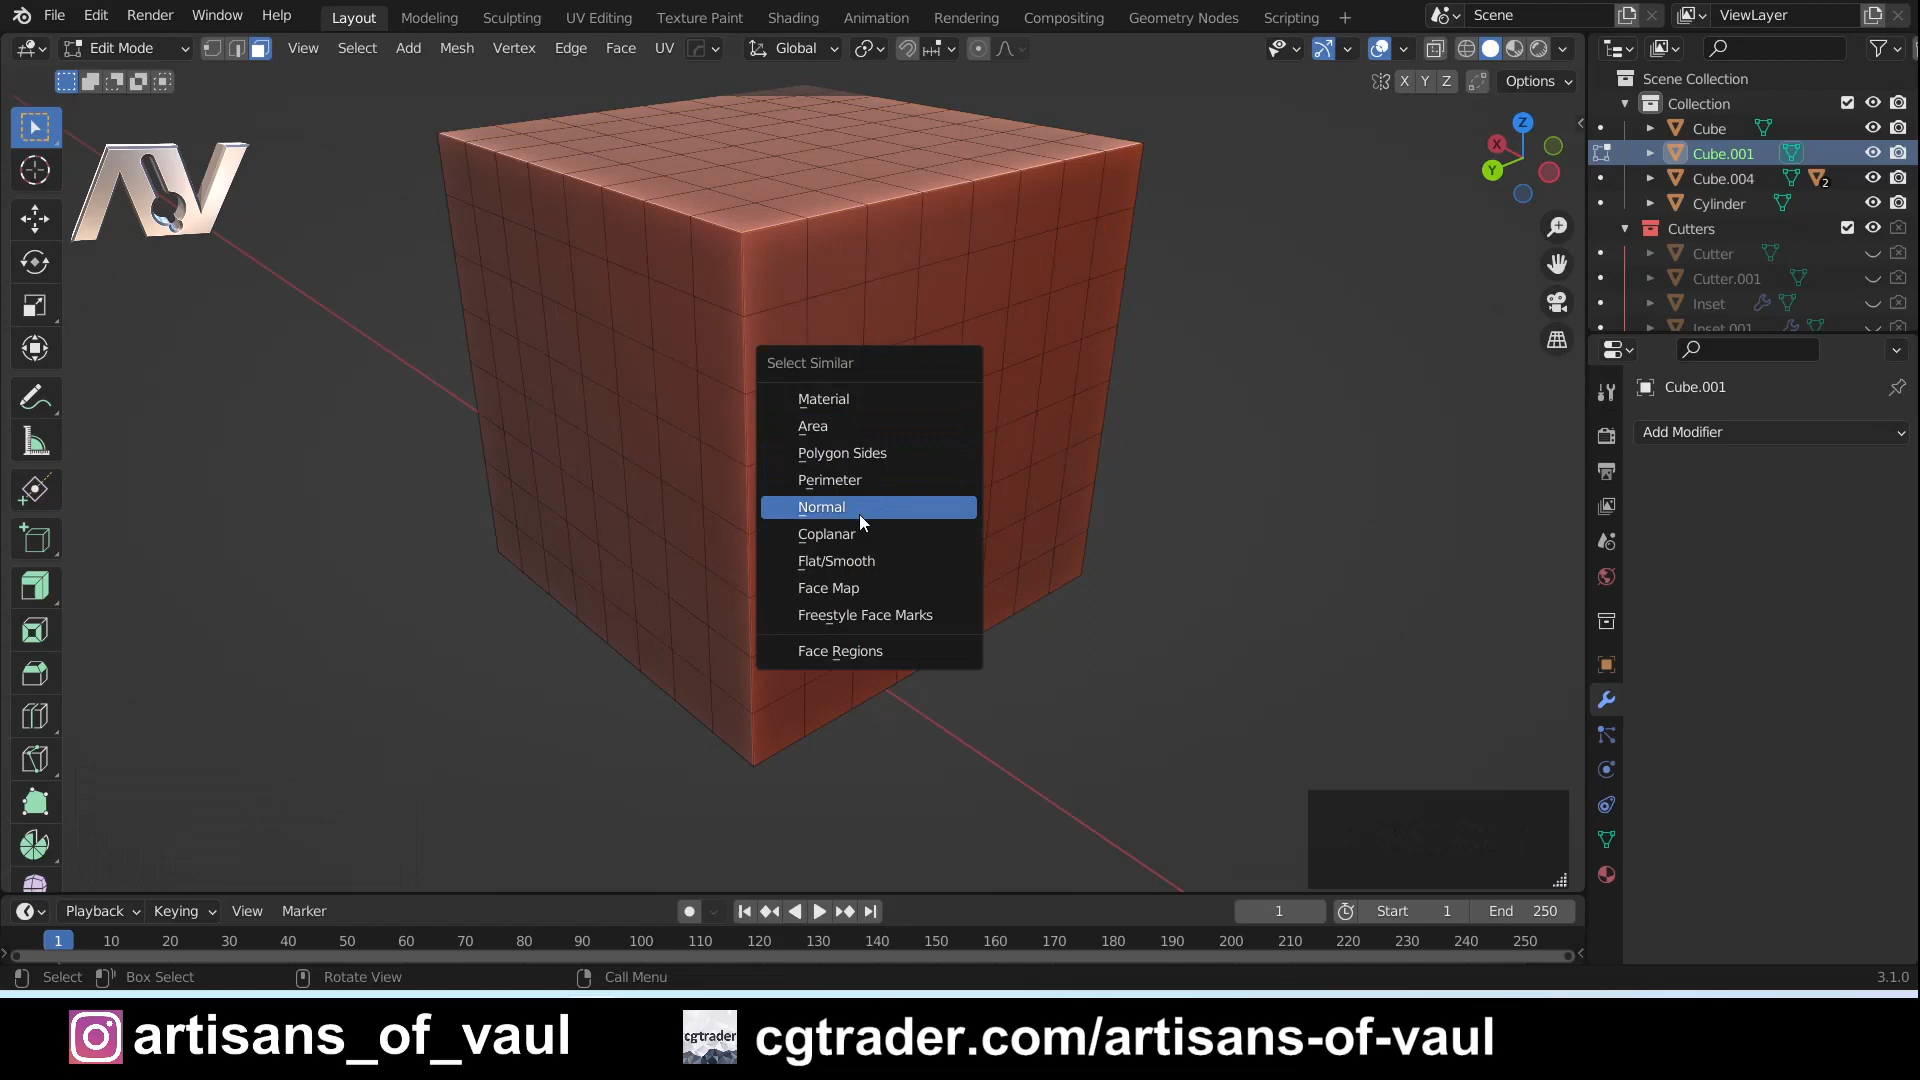 File Edit Render Window Help Layout Modeling Sculpting UV Editing Texture Paint Shading Animation Rendering Compositing Geometry Nodes Scripting + Scene ViewLayer
Edit Mode View Select Add Mesh Vertex Edge Face UV Global
X Y Z Options
Scene Collection
Collection
Cube
Cube.001
Cube.004 2
Cylinder
Cutters
Cutter
Cutter.001
Inset
Inset.001
Z
X
Y
AV
Select Similar
Material
Area
Polygon Sides
Perimeter
Normal
Coplanar
Flat/Smooth
Face Map
Freestyle Face Marks
Face Regions
Cube.001
Add Modifier
Playback Keying View Marker 1 Start 1 End 250
1 10 20 30 40 50 60 70 80 90 100 110 120 130 140 150 160 170 180 190 200 210 220 230 240 250
Select Box Select Rotate View Call Menu 3.1.0
artisans_of_vaul cgtrader cgtrader.com/artisans-of-vaul